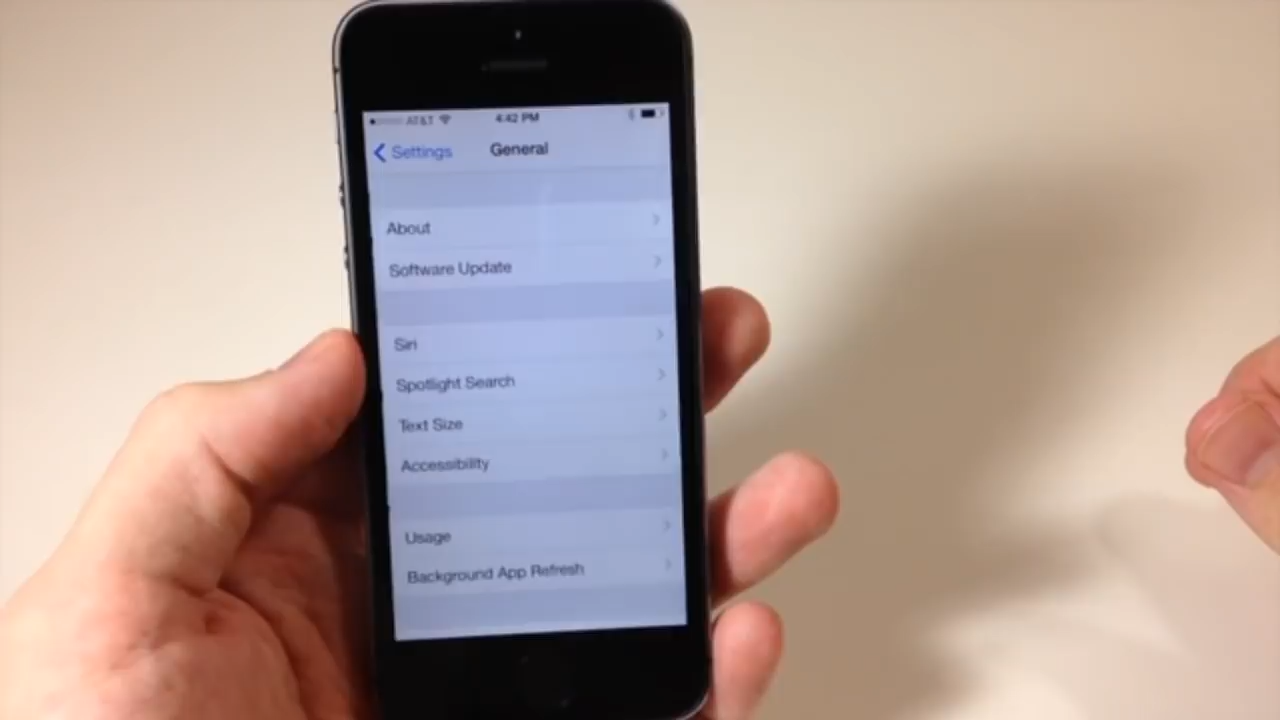 AT&T 4:42 PM
Settings General
About
Software Update
Siri
Spotlight Search
Text Size
Accessibility
Usage
Background App Refresh